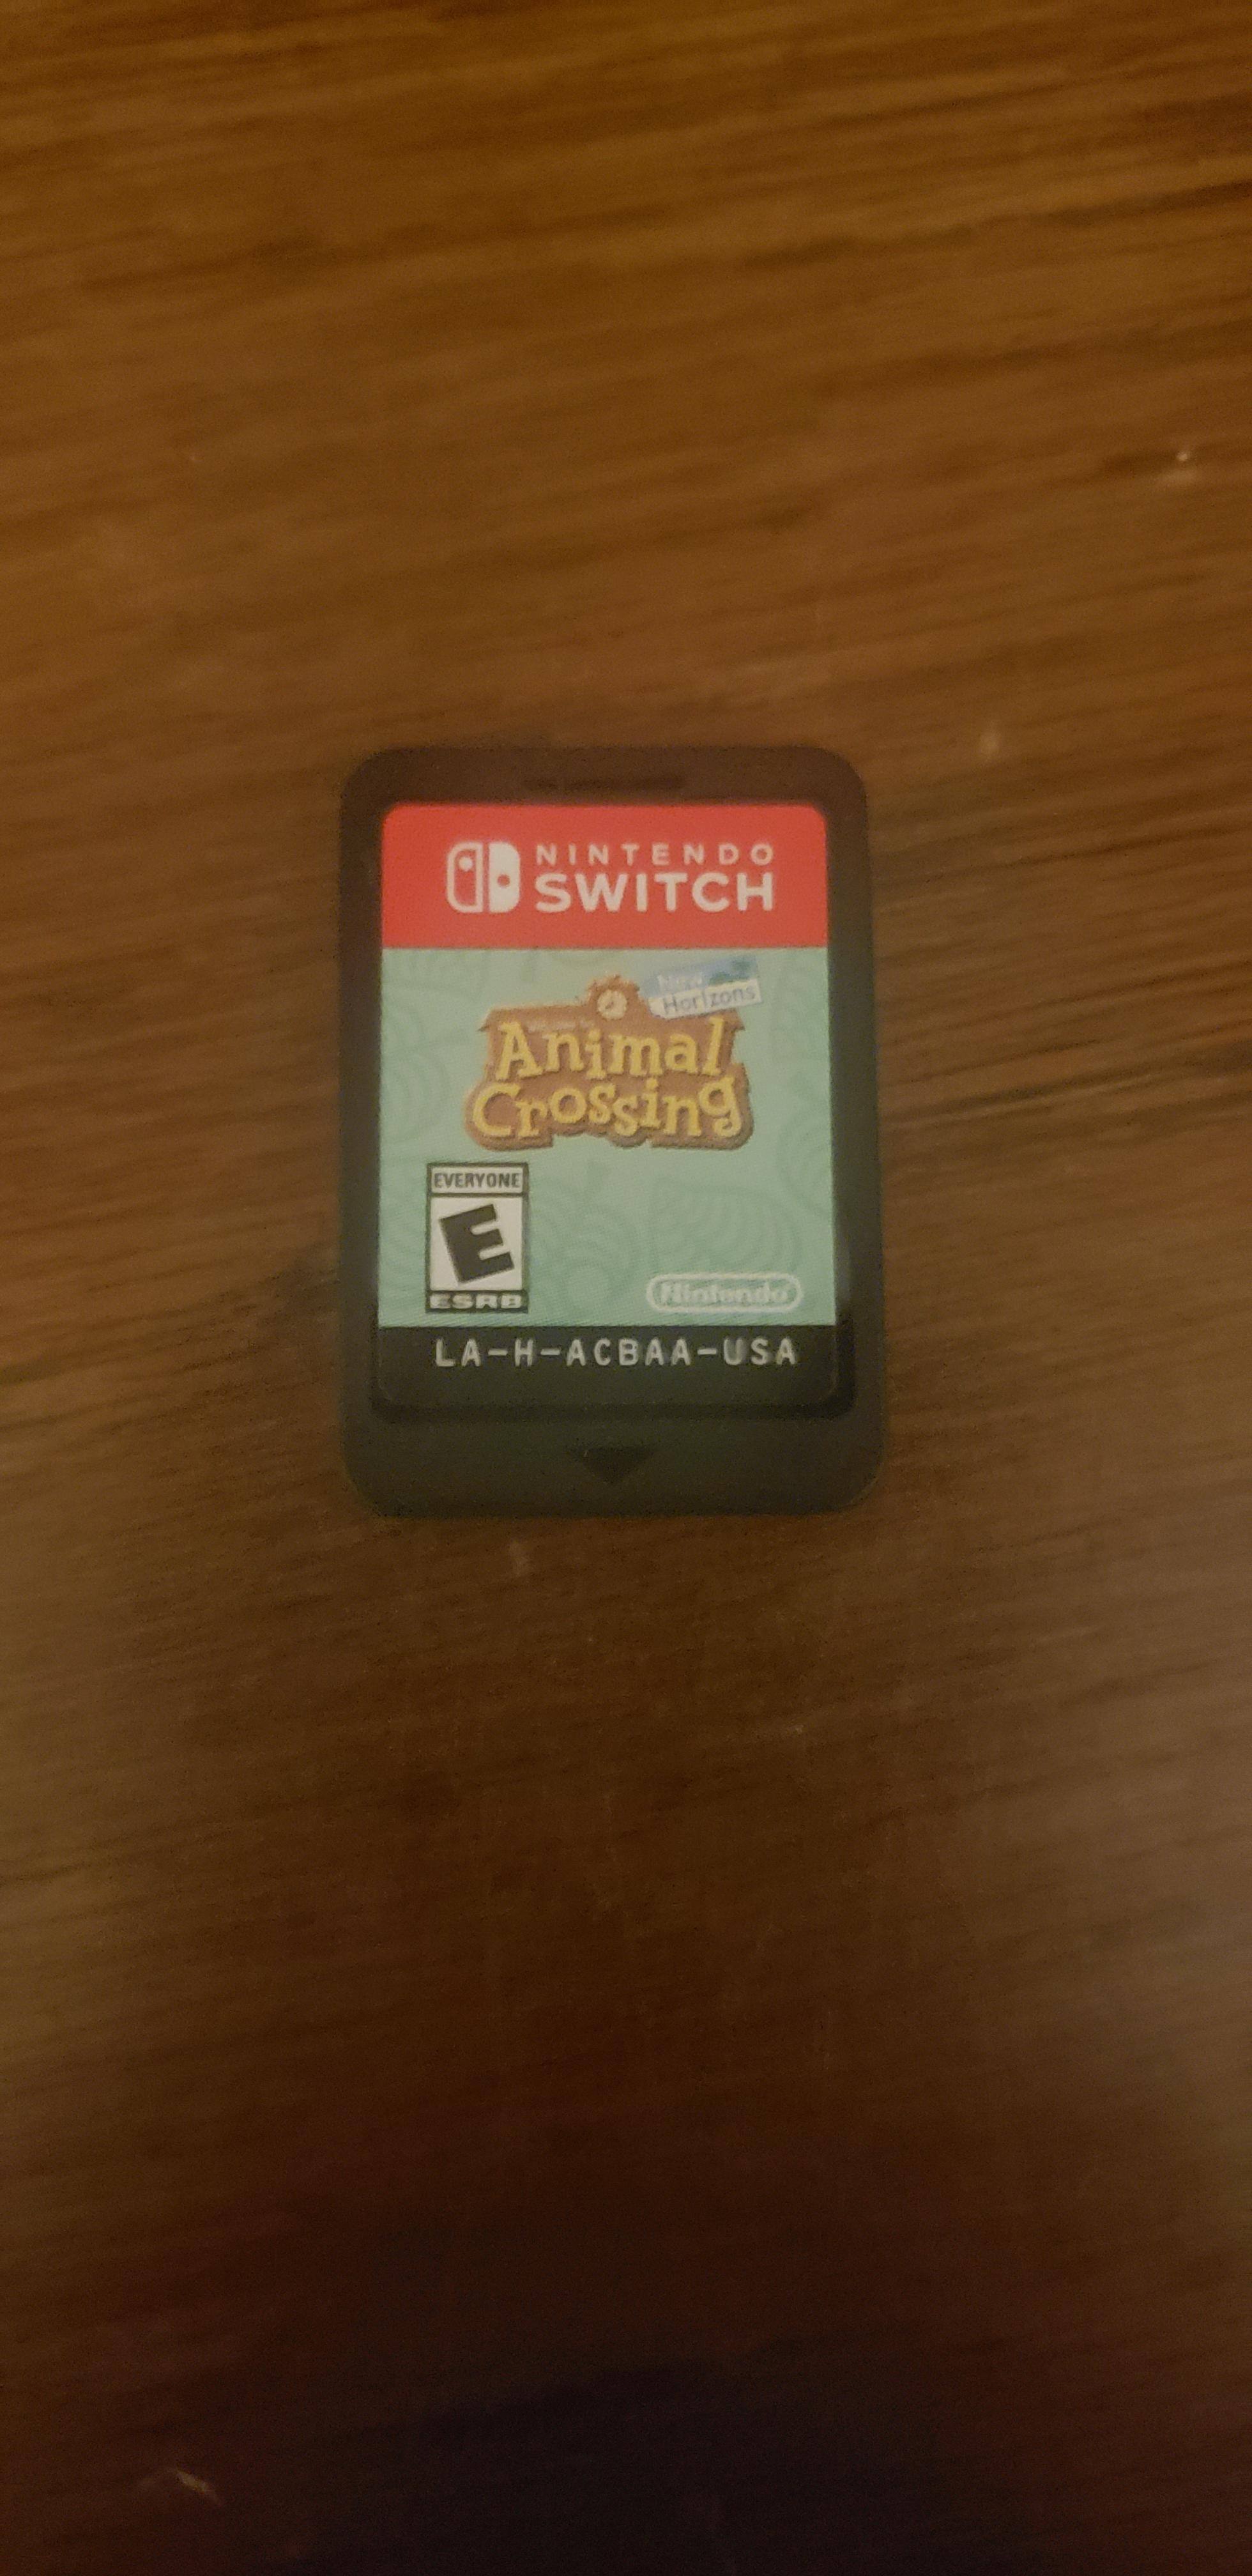 NINTENDO
SWITCH
New
Horizons
Animal
Crossing
EVERYONE
E
ESRB
Nintendo
LA-H-ACBAA-USA